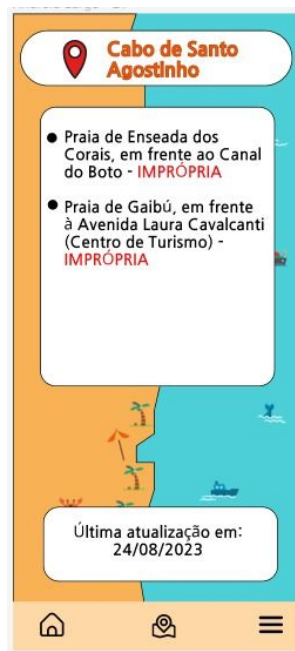 Cabo de Santo
Agostinho
● Praia de Enseada dos
Corais, em frente ao Canal
do Boto - IMPRÓPRIA
● Praia de Gaibú, em frente
à Avenida Laura Cavalcanti
(Centro de Turismo) -
IMPRÓPRIA
Última atualização em:
24/08/2023